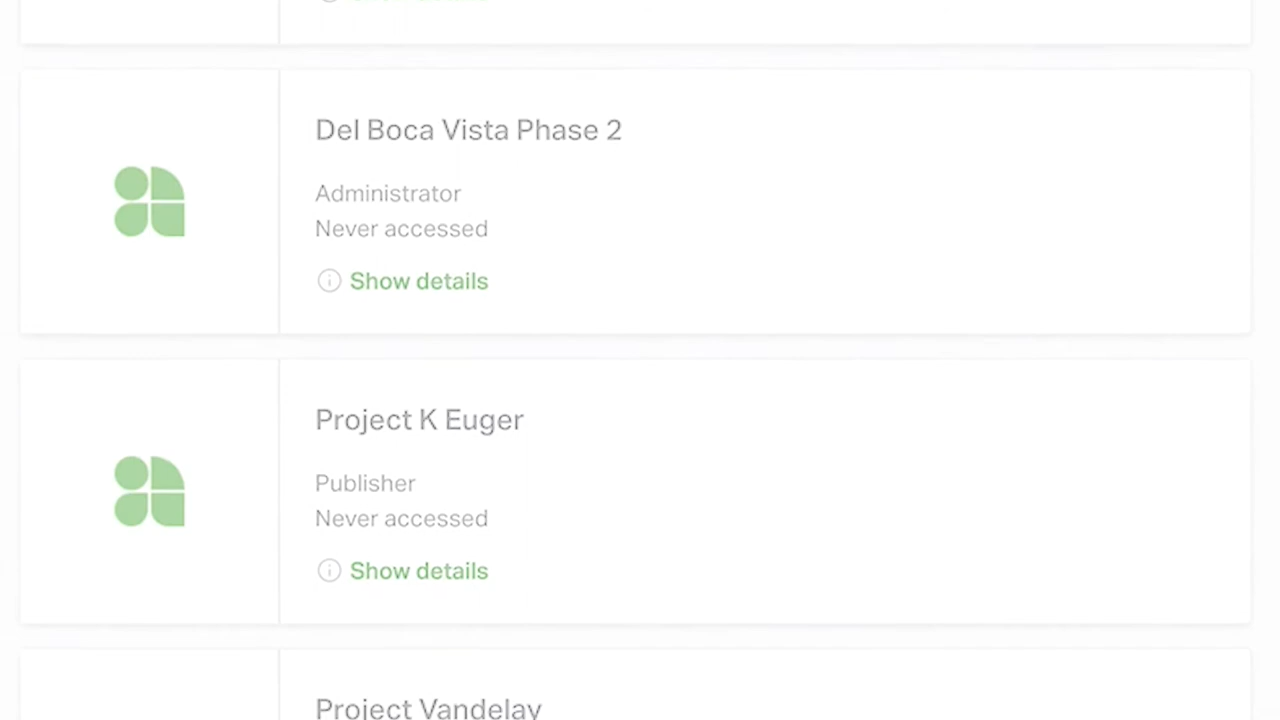 Del Boca Vista Phase 2
Administrator
Never accessed
Show details
Project K Euger
Publisher
Never accessed
Show details
Project Vandelay